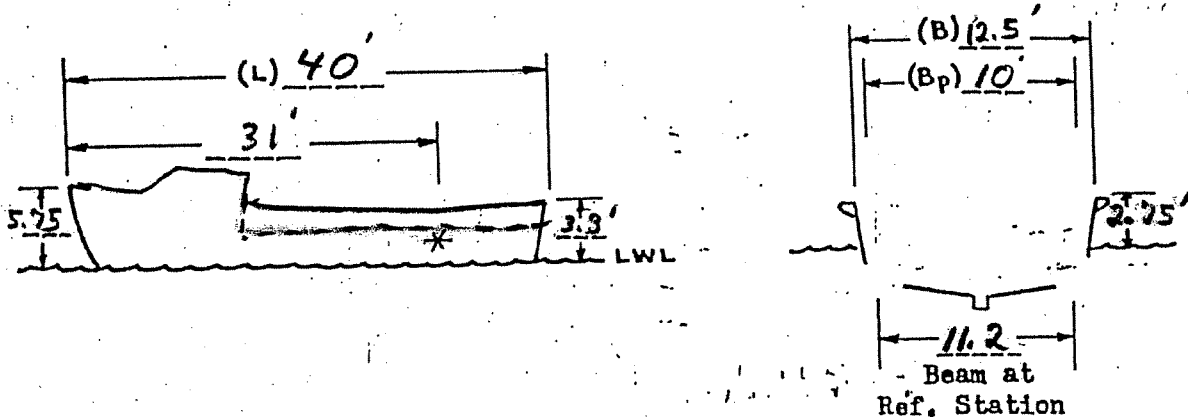 (L) 40'
31'
5.75
3.3'
LWL
(B) 12.5'
(Bp) 10'
2.75'
11.2
Beam at
Ref. Station